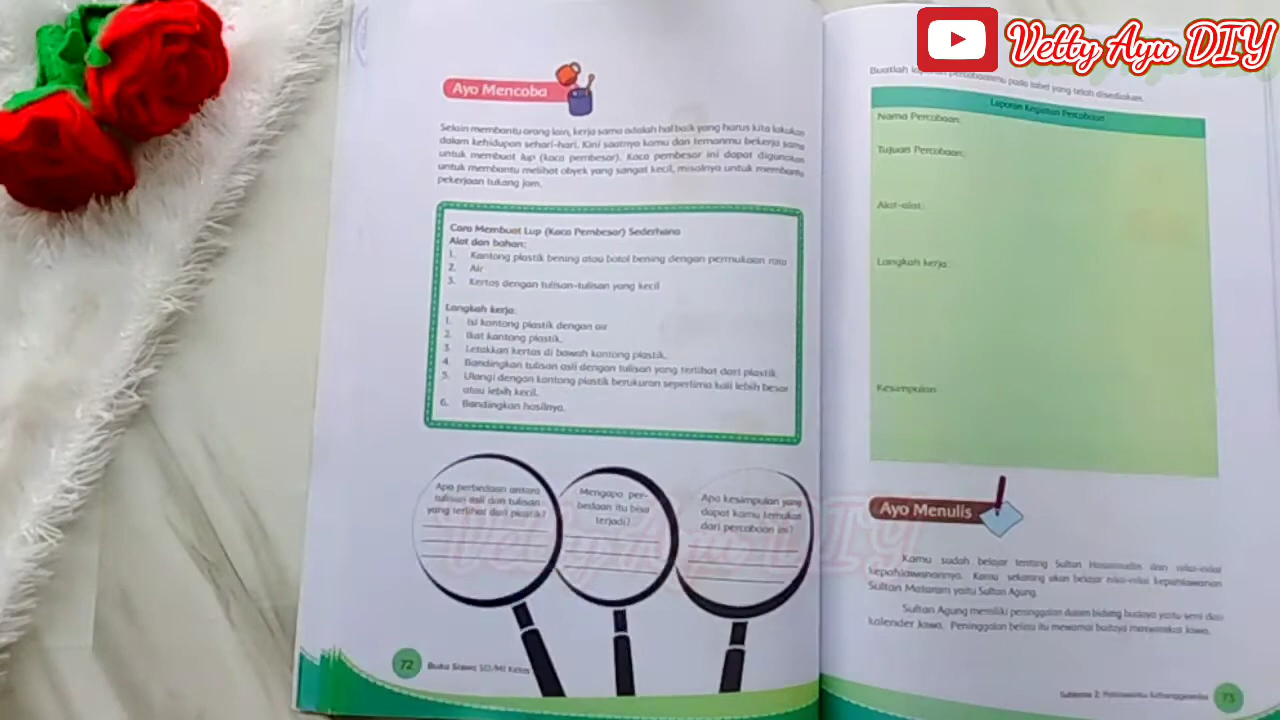 Vetty Ayu DIY
Ayo Mencoba
Selain membantu orang lain, kerja sama adalah hal baik yang harus kita lakukan
dalam kehidupan sehari-hari. Kini saatnya kamu dan temanmu bekerja sama
untuk membuat lup (kaca pembesar). Kaca pembesar ini dapat digunakan
untuk membantu melihat obyek yang sangat kecil, misalnya untuk membantu
pekerjaan tukang jam.
Cara Membuat Lup (Kaca Pembesar) Sederhana
Alat dan bahan:
1. Kantong plastik bening atau botol bening dengan permukaan rata
2. Air
3. Kertas dengan tulisan-tulisan yang kecil
Langkah kerja:
1. Isi kantong plastik dengan air
2. Ikat kantong plastik.
3. Letakkan kertas di bawah kantong plastik.
4. Bandingkan tulisan asli dengan tulisan yang terlihat dari plastik.
5. Ulangi dengan kantong plastik berukuran seperlima kali lebih besar
atau lebih kecil.
6. Bandingkan hasilnya.
Apa perbedaan antara
tulisan asli dan tulisan
yang terlihat dari plastik?
Mengapa per-
bedaan itu bisa
terjadi?
Apa kesimpulan yang
dapat kamu temukan
dari percobaan ini?
Vetty Ayu DIY
72 Buku Siswa SD/MI Kelas
Buatlah laporan percobaanmu pada tabel yang telah disediakan.
Laporan Kegiatan Percobaan
Nama Percobaan:
Tujuan Percobaan:
Alat-alat:
Langkah kerja:
Kesimpulan:
Ayo Menulis
Kamu sudah belajar tentang Sultan Hasanuddin dan nilai-nilai
kepahlawanannya. Kamu sekarang akan belajar nilai-nilai kepahlawanan
Sultan Mataram yaitu Sultan Agung.
Sultan Agung memiliki peninggalan dalam bidang budaya yaitu seni dan
kalender Jawa. Peninggalan beliau itu mewarnai budaya masyarakat Jawa.
Subtema 2: Pahlawanku Kebanggaanku 73